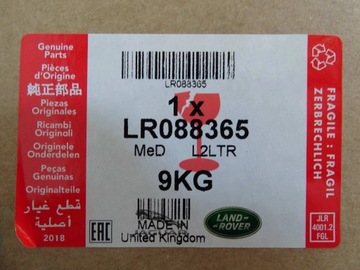 Genuine
Parts
Pièces
d'Origine
純正部品
Piezas
Originales
Ricambi
Originali
Originele
Onderdelen
Peças
Genuinas
Originalteile
قطع غيار
أصلية
2018
LR088365
1 x
LR088365
MeD L2LTR
9KG
EAC
MADE IN
United Kingdom
LAND-
ROVER
FRAGILE : FRAGIL
ZERBRECHLICH
JLR
4001.2
FGL